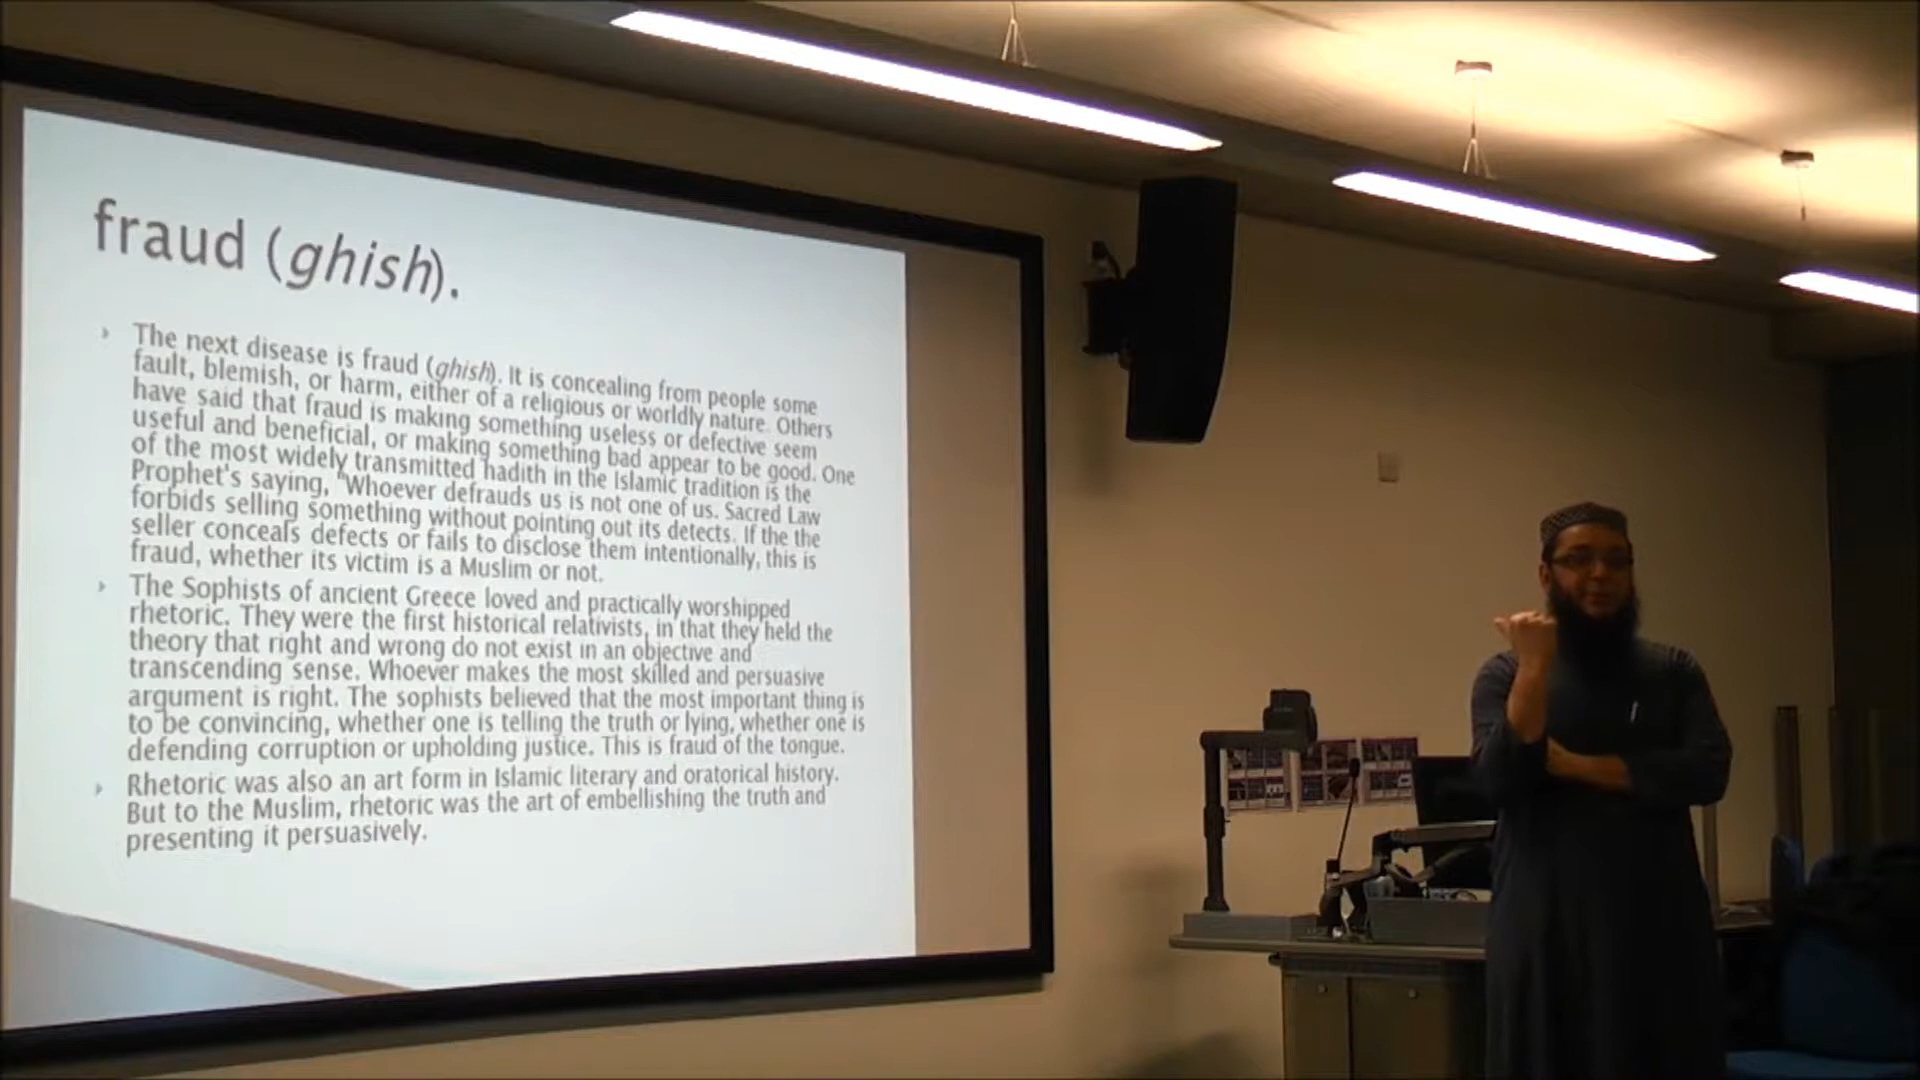 fraud (ghish).
The next disease is fraud (ghish). It is concealing from people some
fault, blemish, or harm, either of a religious or worldly nature. Others
have said that fraud is making something useless or defective seem
useful and beneficial, or making something bad appear to be good. One
of the most widely transmitted hadith in the Islamic tradition is the
Prophet's saying, "Whoever defrauds us is not one of us. Sacred Law
forbids selling something without pointing out its detects. If the the
seller conceals defects or fails to disclose them intentionally, this is
fraud, whether its victim is a Muslim or not.
The Sophists of ancient Greece loved and practically worshipped
rhetoric. They were the first historical relativists, in that they held the
theory that right and wrong do not exist in an objective and
transcending sense. Whoever makes the most skilled and persuasive
argument is right. The sophists believed that the most important thing is
to be convincing, whether one is telling the truth or lying, whether one is
defending corruption or upholding justice. This is fraud of the tongue.
Rhetoric was also an art form in Islamic literary and oratorical history.
But to the Muslim, rhetoric was the art of embellishing the truth and
presenting it persuasively.